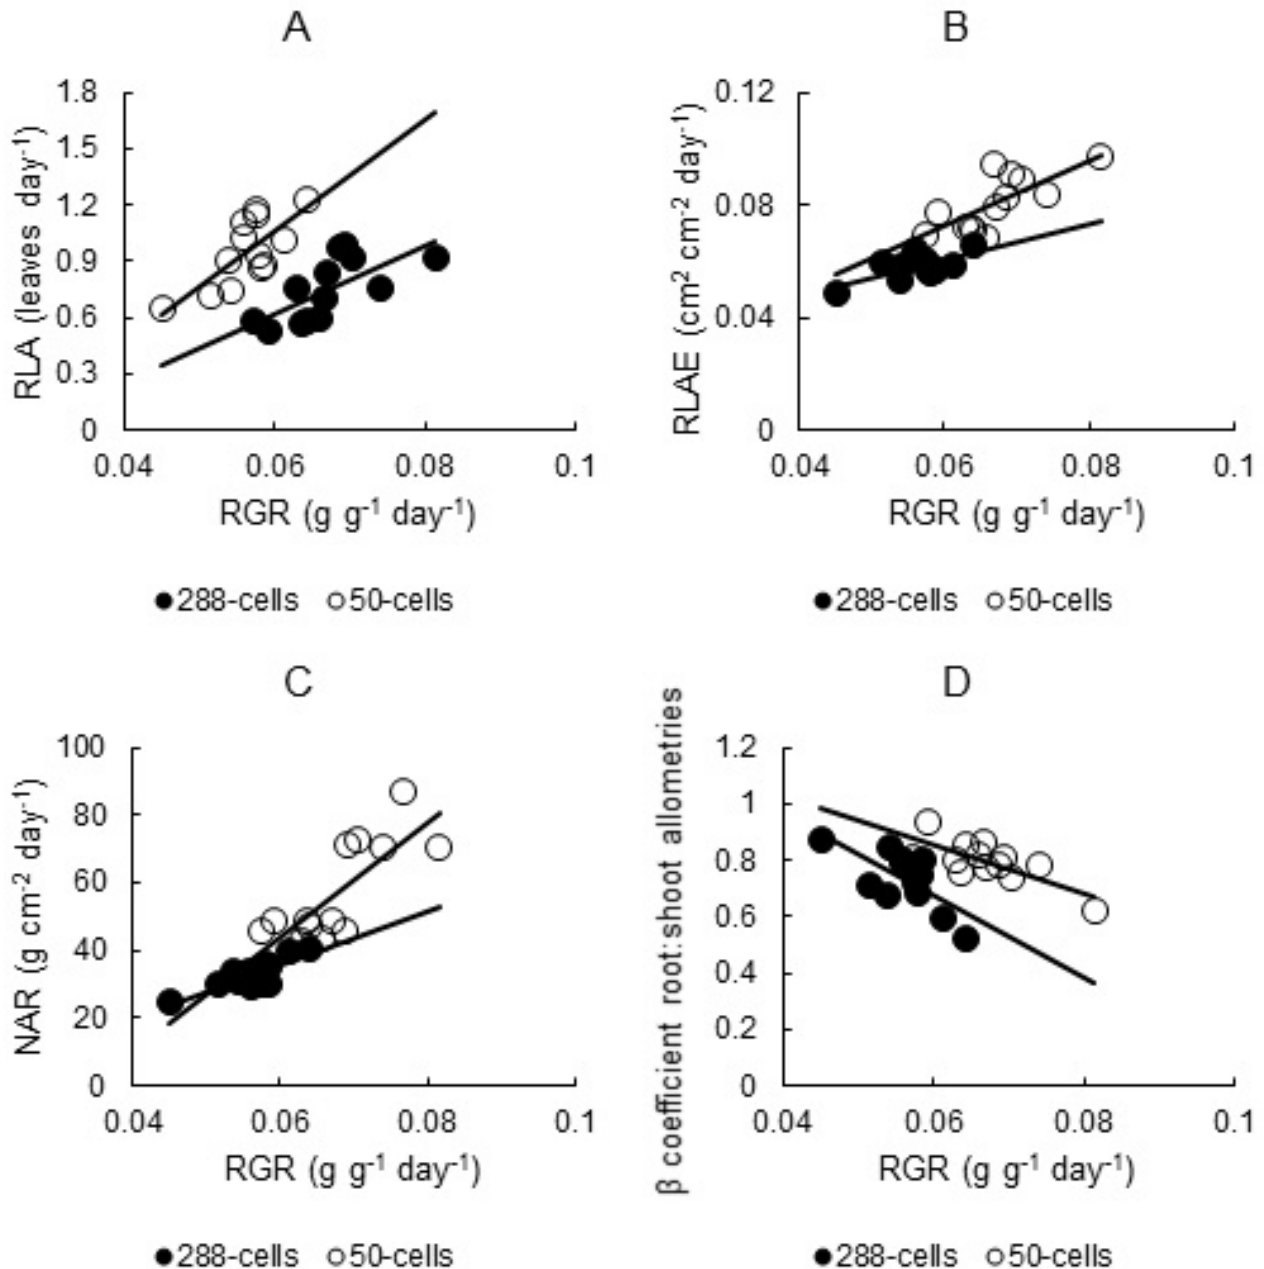 A
RLA (leaves day⁻¹)
1.8
1.5
1.2
0.9
0.6
0.3
0
0.04 0.06 0.08 0.1
RGR (g g⁻¹ day⁻¹)
288-cells 50-cells
B
RLAE (cm² cm⁻² day⁻¹)
0.12
0.08
0.04
0
0.04 0.06 0.08 0.1
RGR (g g⁻¹ day⁻¹)
288-cells 50-cells
C
NAR (g cm⁻² day⁻¹)
100
80
60
40
20
0
0.04 0.06 0.08 0.1
RGR (g g⁻¹ day⁻¹)
288-cells 50-cells
D
β coefficient root:shoot allometries
1.2
1
0.8
0.6
0.4
0.2
0
0.04 0.06 0.08 0.1
RGR (g g⁻¹ day⁻¹)
288-cells 50-cells